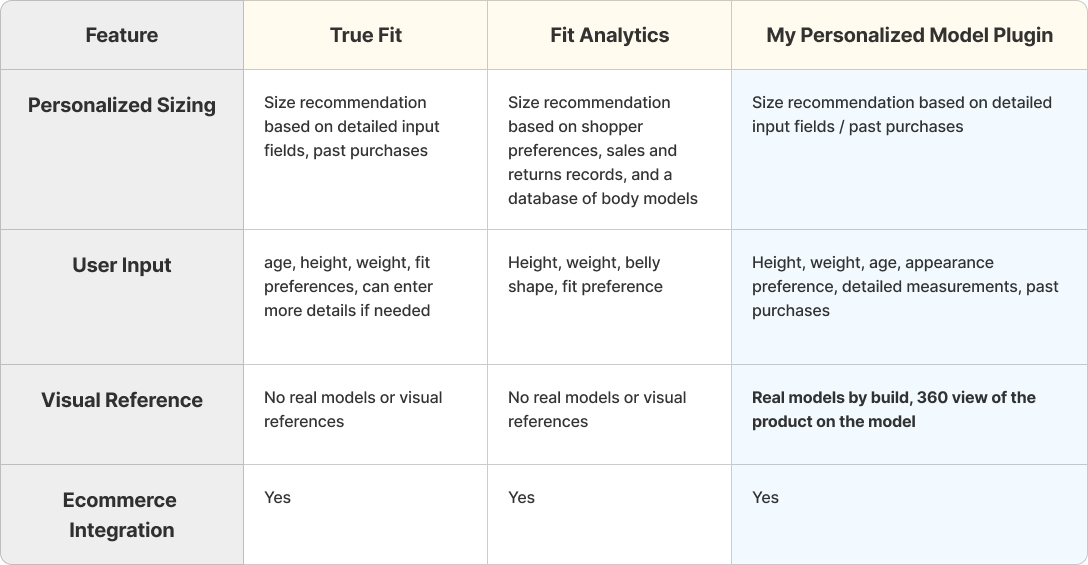 Feature
True Fit
Fit Analytics
My Personalized Model Plugin
Personalized Sizing
Size recommendation
based on detailed input
fields, past purchases
Size recommendation
based on shopper
preferences, sales and
returns records, and a
database of body models
Size recommendation based on detailed
input fields / past purchases
User Input
age, height, weight, fit
preferences, can enter
more details if needed
Height, weight, belly
shape, fit preference
Height, weight, age, appearance
preference, detailed measurements, past
purchases
Visual Reference
No real models or visual
references
No real models or visual
references
Real models by build, 360 view of the
product on the model
Ecommerce
Integration
Yes
Yes
Yes